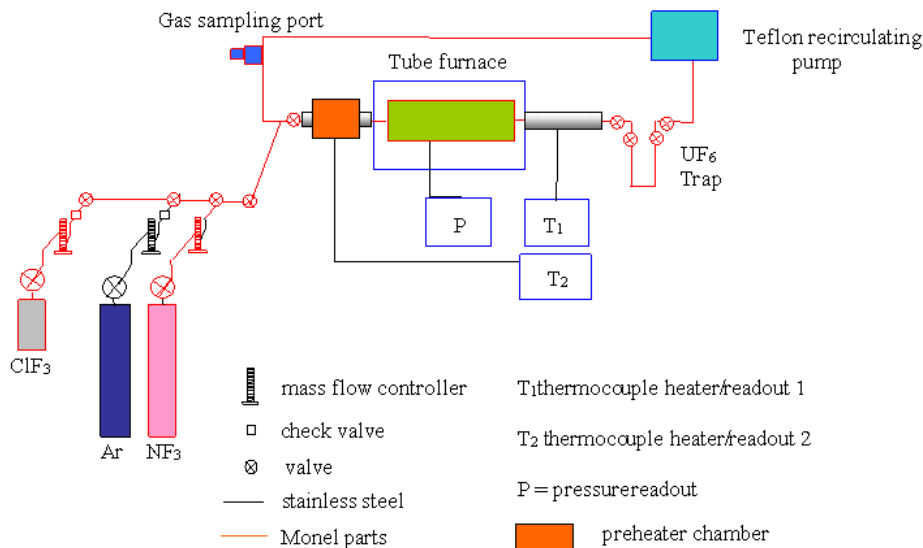 Gas sampling port
Teflon recirculating
pump
Tube furnace
UF₆
Trap
P
T₁
T₂
ClF₃
Ar
NF₃
mass flow controller
check valve
valve
stainless steel
Monel parts
T₁thermocouple heater/readout 1
T₂ thermocouple heater/readout 2
P = pressurereadout
preheater chamber